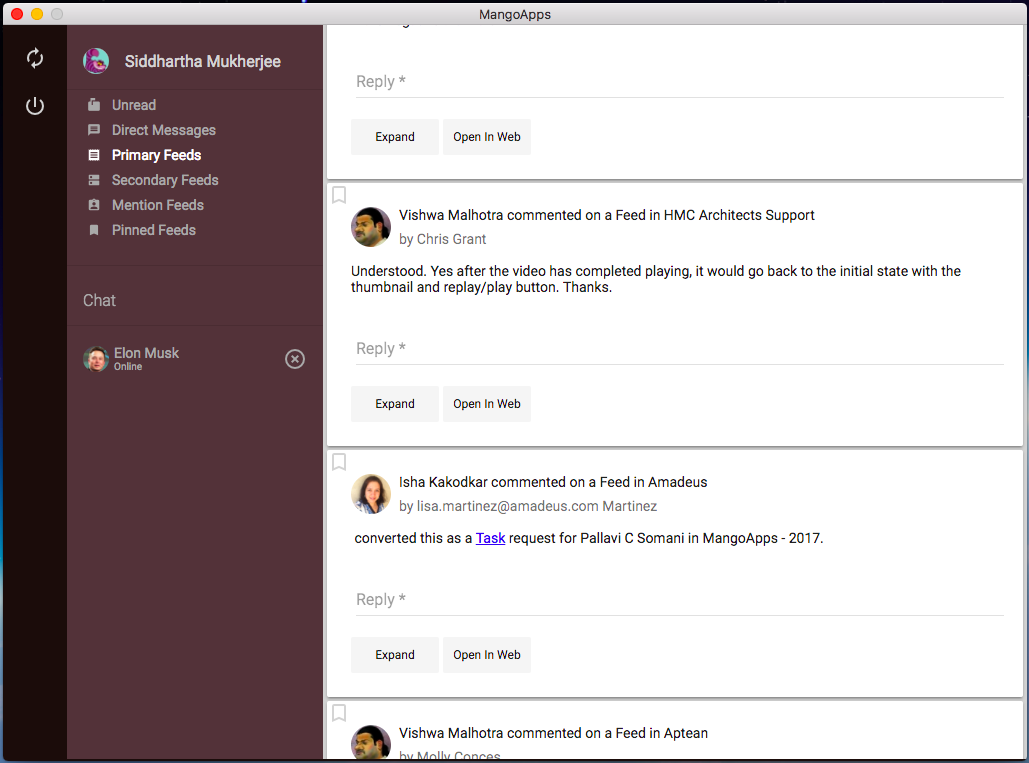 MangoApps
Siddhartha Mukherjee
Unread
Direct Messages
Primary Feeds
Secondary Feeds
Mention Feeds
Pinned Feeds
Chat
Elon Musk
Online
Reply *
Expand
Open In Web
Vishwa Malhotra commented on a Feed in HMC Architects Support
by Chris Grant
Understood. Yes after the video has completed playing, it would go back to the initial state with the
thumbnail and replay/play button. Thanks.
Reply *
Expand
Open In Web
Isha Kakodkar commented on a Feed in Amadeus
by lisa.martinez@amadeus.com Martinez
converted this as a Task request for Pallavi C Somani in MangoApps - 2017.
Reply *
Expand
Open In Web
Vishwa Malhotra commented on a Feed in Aptean
by Molly Conces